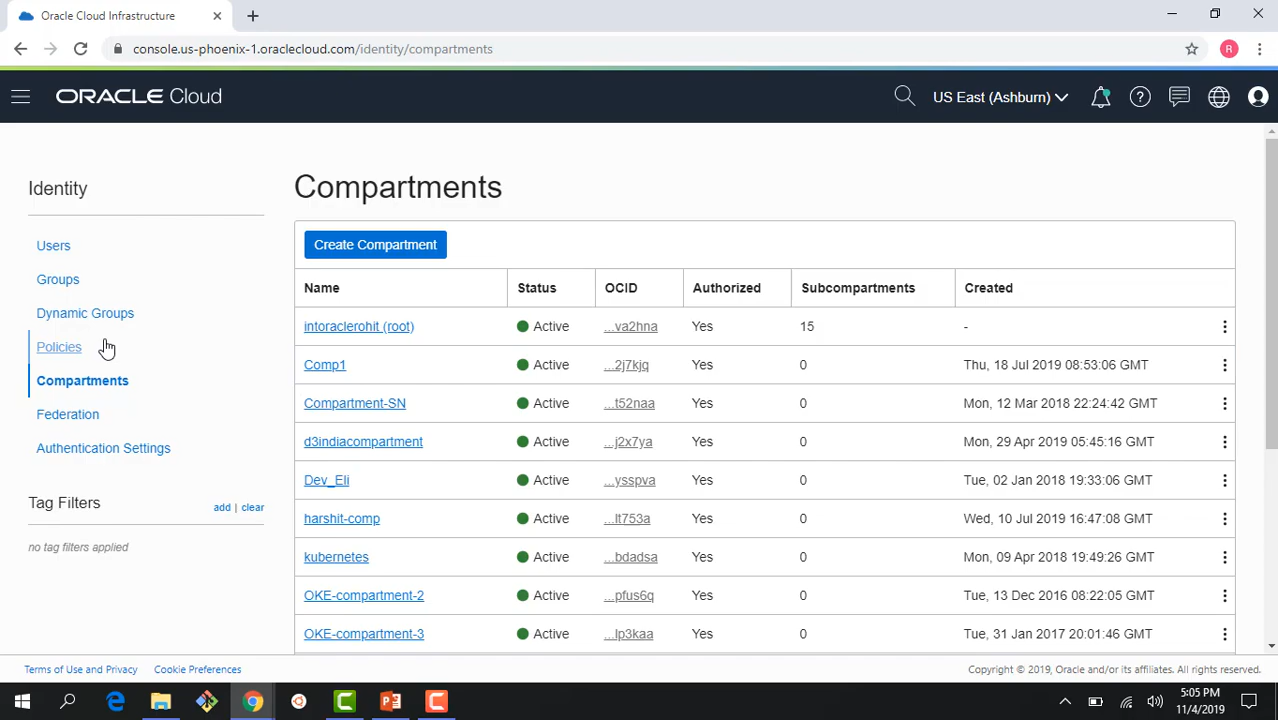 Oracle Cloud Infrastructure
console.us-phoenix-1.oraclecloud.com/identity/compartments
R
ORACLE Cloud
US East (Ashburn)
Identity
Users
Groups
Dynamic Groups
Policies
Compartments
Federation
Authentication Settings
Tag Filters
add | clear
no tag filters applied
Compartments
Create Compartment
Name Status OCID Authorized Subcompartments Created
intoraclerohit (root) Active ...va2hna Yes 15 -
Comp1 Active ...2j7kjq Yes 0 Thu, 18 Jul 2019 08:53:06 GMT
Compartment-SN Active ...t52naa Yes 0 Mon, 12 Mar 2018 22:24:42 GMT
d3indiacompartment Active ...j2x7ya Yes 0 Mon, 29 Apr 2019 05:45:16 GMT
Dev_Eli Active ...ysspva Yes 0 Tue, 02 Jan 2018 19:33:06 GMT
harshit-comp Active ...lt753a Yes 0 Wed, 10 Jul 2019 16:47:08 GMT
kubernetes Active ...bdadsa Yes 0 Mon, 09 Apr 2018 19:49:26 GMT
OKE-compartment-2 Active ...pfus6q Yes 0 Tue, 13 Dec 2016 08:22:05 GMT
OKE-compartment-3 Active ...lp3kaa Yes 0 Tue, 31 Jan 2017 20:01:46 GMT
Terms of Use and Privacy Cookie Preferences
Copyright © 2019, Oracle and/or its affiliates. All rights reserved.
5:05 PM
11/4/2019